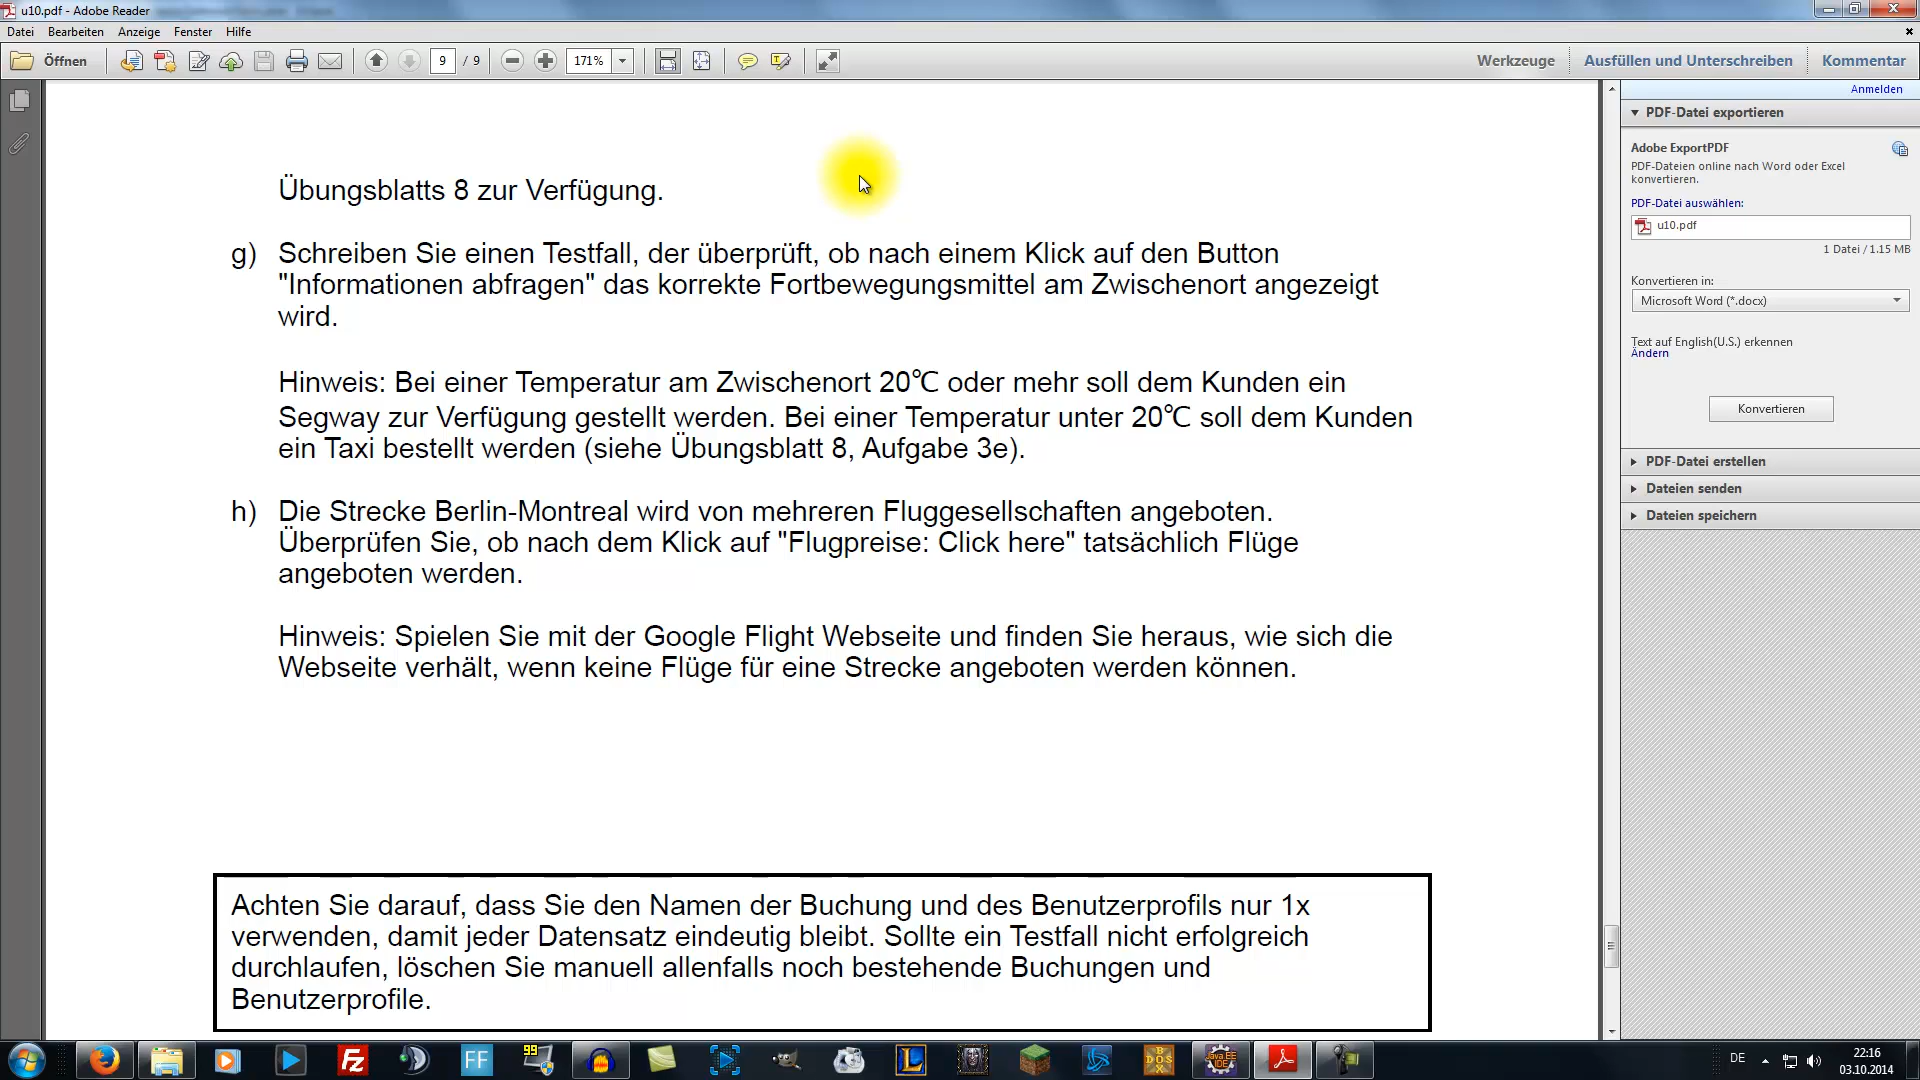 u10.pdf - Adobe Reader
Datei Bearbeiten Anzeige Fenster Hilfe
Öffnen 9 / 9 171% Werkzeuge Ausfüllen und Unterschreiben Kommentar
Anmelden
PDF-Datei exportieren
Adobe ExportPDF
PDF-Dateien online nach Word oder Excel
konvertieren.
PDF-Datei auswählen:
u10.pdf
1 Datei / 1.15 MB
Konvertieren in:
Microsoft Word (*.docx)
Text auf English(U.S.) erkennen
Ändern
Konvertieren
PDF-Datei erstellen
Dateien senden
Dateien speichern
Übungsblatts 8 zur Verfügung.
g) Schreiben Sie einen Testfall, der überprüft, ob nach einem Klick auf den Button
"Informationen abfragen" das korrekte Fortbewegungsmittel am Zwischenort angezeigt
wird.
Hinweis: Bei einer Temperatur am Zwischenort 20℃ oder mehr soll dem Kunden ein
Segway zur Verfügung gestellt werden. Bei einer Temperatur unter 20℃ soll dem Kunden
ein Taxi bestellt werden (siehe Übungsblatt 8, Aufgabe 3e).
h) Die Strecke Berlin-Montreal wird von mehreren Fluggesellschaften angeboten.
Überprüfen Sie, ob nach dem Klick auf "Flugpreise: Click here" tatsächlich Flüge
angeboten werden.
Hinweis: Spielen Sie mit der Google Flight Webseite und finden Sie heraus, wie sich die
Webseite verhält, wenn keine Flüge für eine Strecke angeboten werden können.
Achten Sie darauf, dass Sie den Namen der Buchung und des Benutzerprofils nur 1x
verwenden, damit jeder Datensatz eindeutig bleibt. Sollte ein Testfall nicht erfolgreich
durchlaufen, löschen Sie manuell allenfalls noch bestehende Buchungen und
Benutzerprofile.
FZ
FF
99
L
DOS
Java EE
IDE
DE
22:16
03.10.2014